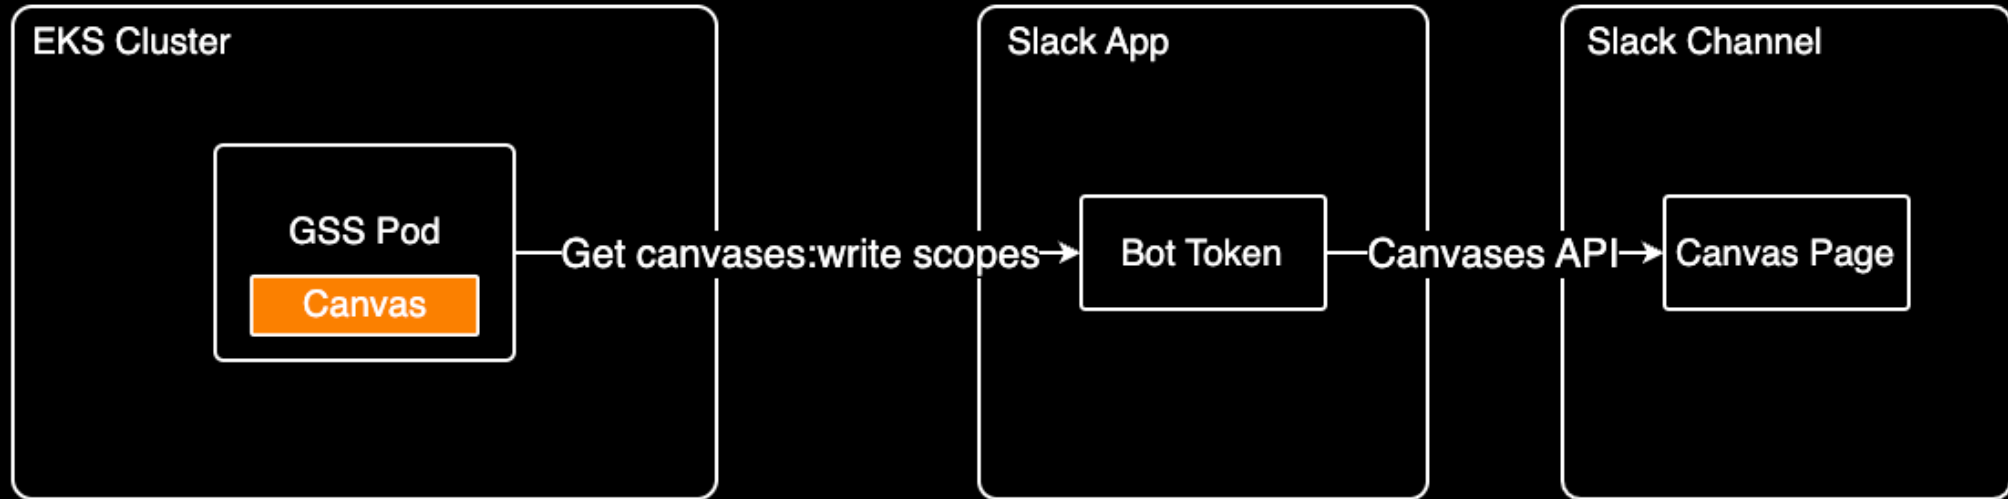 EKS Cluster
Slack App
Slack Channel
GSS Pod
Canvas
Get canvases:write scopes
Bot Token
Canvases API
Canvas Page